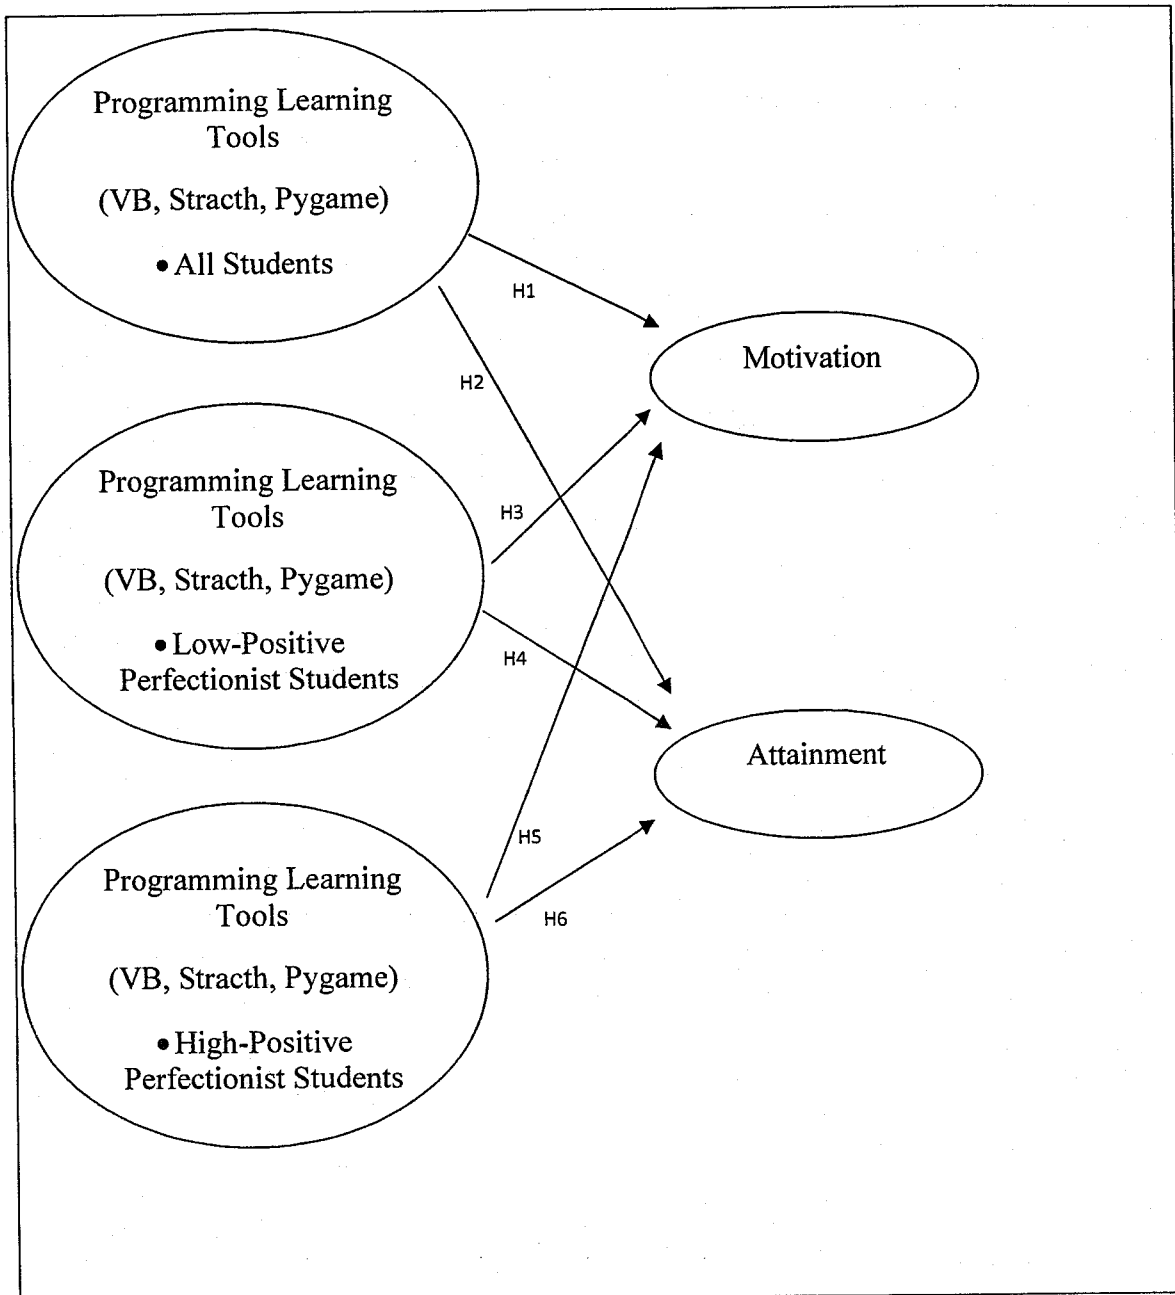 Programming Learning
Tools
(VB, Stracth, Pygame)
• All Students
H1
Motivation
H2
Programming Learning
Tools
(VB, Stracth, Pygame)
• Low-Positive
Perfectionist Students
H3
H4
Attainment
Programming Learning
Tools
(VB, Stracth, Pygame)
• High-Positive
Perfectionist Students
H5
H6